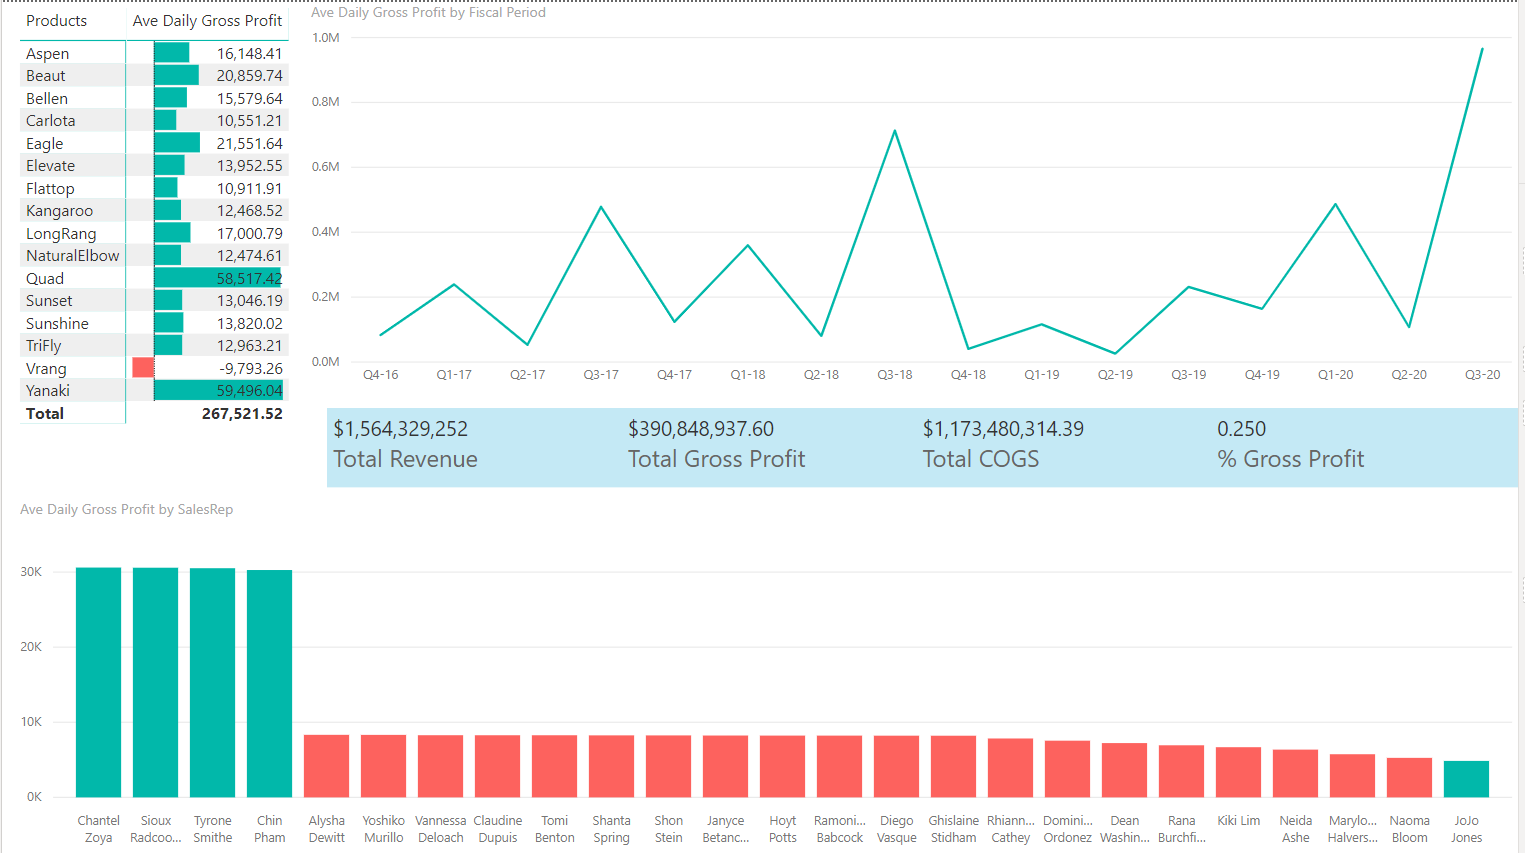 Products Ave Daily Gross Profit
Aspen 16,148.41
Beaut 20,859.74
Bellen 15,579.64
Carlota 10,551.21
Eagle 21,551.64
Elevate 13,952.55
Flattop 10,911.91
Kangaroo 12,468.52
LongRang 17,000.79
NaturalElbow 12,474.61
Quad 58,517.42
Sunset 13,046.19
Sunshine 13,820.02
TriFly 12,963.21
Vrang -9,793.26
Yanaki 59,496.04
Total 267,521.52
Ave Daily Gross Profit by Fiscal Period
1.0M
0.8M
0.6M
0.4M
0.2M
0.0M
Q4-16 Q1-17 Q2-17 Q3-17 Q4-17 Q1-18 Q2-18 Q3-18 Q4-18 Q1-19 Q2-19 Q3-19 Q4-19 Q1-20 Q2-20 Q3-20
$1,564,329,252 $390,848,937.60 $1,173,480,314.39 0.250
Total Revenue Total Gross Profit Total COGS % Gross Profit
Ave Daily Gross Profit by SalesRep
30K
20K
10K
0K
Chantel Sioux Tyrone Chin Alysha Yoshiko Vannessa Claudine Tomi Shanta Shon Janyce Hoyt Ramoni... Diego Ghislaine Rhiann... Domini... Dean Rana Kiki Lim Neida Marylo... Naoma JoJo
Zoya Radcoo... Smithe Pham Dewitt Murillo Deloach Dupuis Benton Spring Stein Betanc... Potts Babcock Vasque Stidham Cathey Ordonez Washin... Burchfi... Ashe Halvers... Bloom Jones